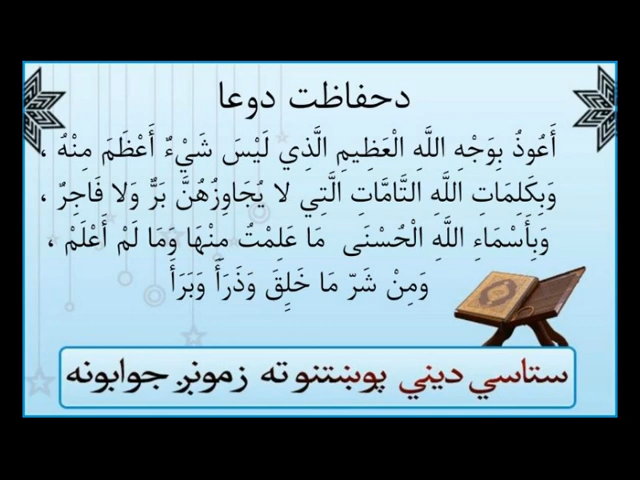 دحفاظت دوعا
أَعُوذُ بِوَجْهِ اللَّهِ الْعَظِيمِ الَّذِي لَيْسَ شَيْءٌ أَعْظَمَ مِنْهُ ،
وَبِكَلِمَاتِ اللَّهِ التَّامَّاتِ الَّتِي لا يُجَاوِزُهُنَّ بَرٌّ وَلا فَاجِرٌ ،
وَبِأَسْمَاءِ اللَّهِ الْحُسْنَى مَا عَلِمْتُ مِنْهَا وَمَا لَمْ أَعْلَمْ ،
وَمِنْ شَرّ مَا خَلِقَ وَذَرَأَ وَبَرَأَ
ستاسي ديني پوښتنو ته زمونږ جوابونه